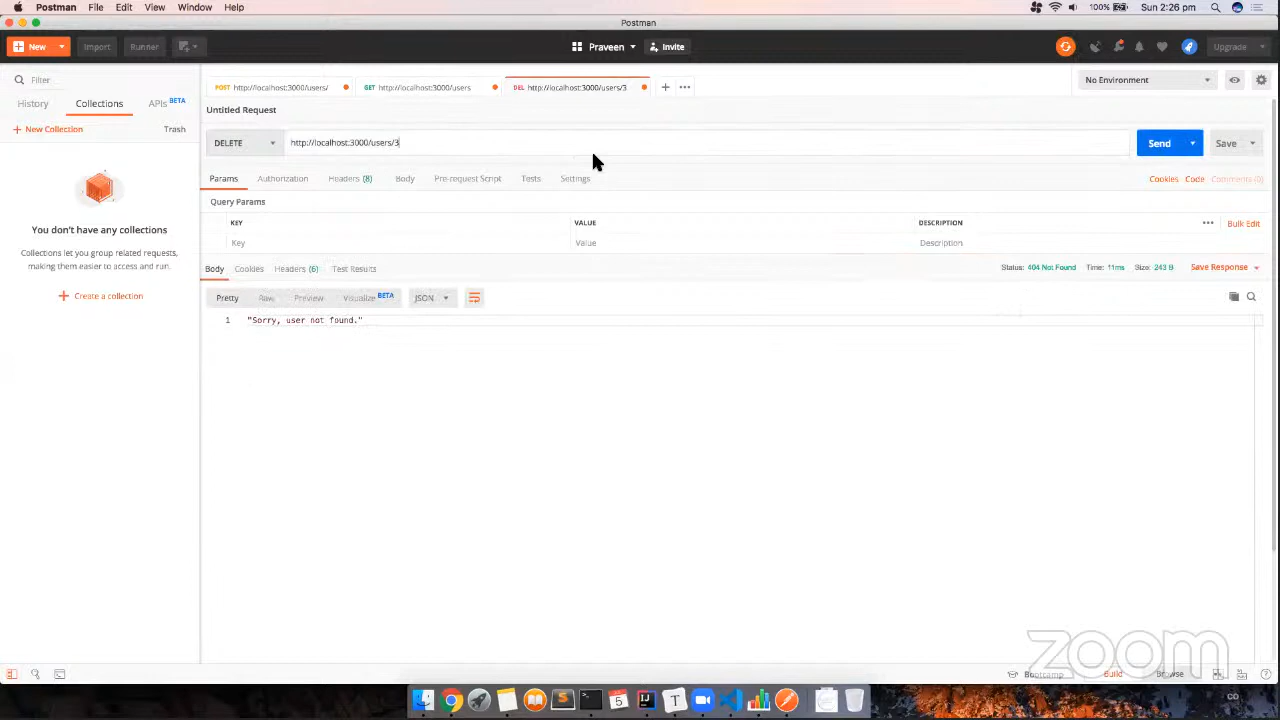 Postman File Edit View Window Help 100% Sun 2:26 pm
Postman
New Import Runner Praveen Invite Upgrade
Filter
History Collections APIs BETA
New Collection Trash
You don't have any collections
Collections let you group related requests,
making them easier to access and run.
Create a collection
POST http://localhost:3000/users/ GET http://localhost:3000/users DEL http://localhost:3000/users/3 No Environment
Untitled Request
DELETE http://localhost:3000/users/3 Send Save
Params Authorization Headers (8) Body Pre-request Script Tests Settings Cookies Code Comments (0)
Query Params
KEY VALUE DESCRIPTION Bulk Edit
Key Value Description
Body Cookies Headers (6) Test Results Status: 404 Not Found Time: 11ms Size: 243 B Save Response
Pretty Raw Preview Visualize BETA JSON
1 "Sorry, user not found."
zoom
Bootcamp Build Browse
5